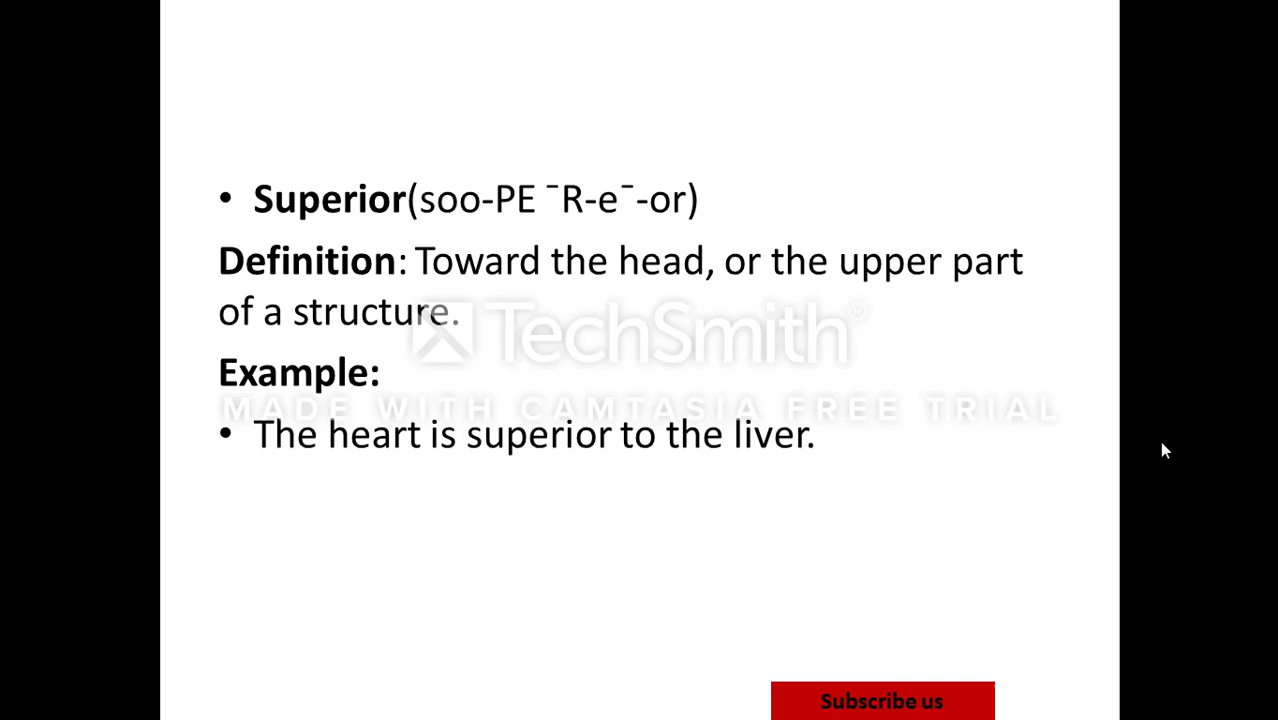 • Superior(soo-PE ¯R-e¯-or)
Definition: Toward the head, or the upper part
of a structure.
TechSmith®
Example:
MADE WITH CAMTASIA FREE TRIAL
• The heart is superior to the liver.
Subscribe us